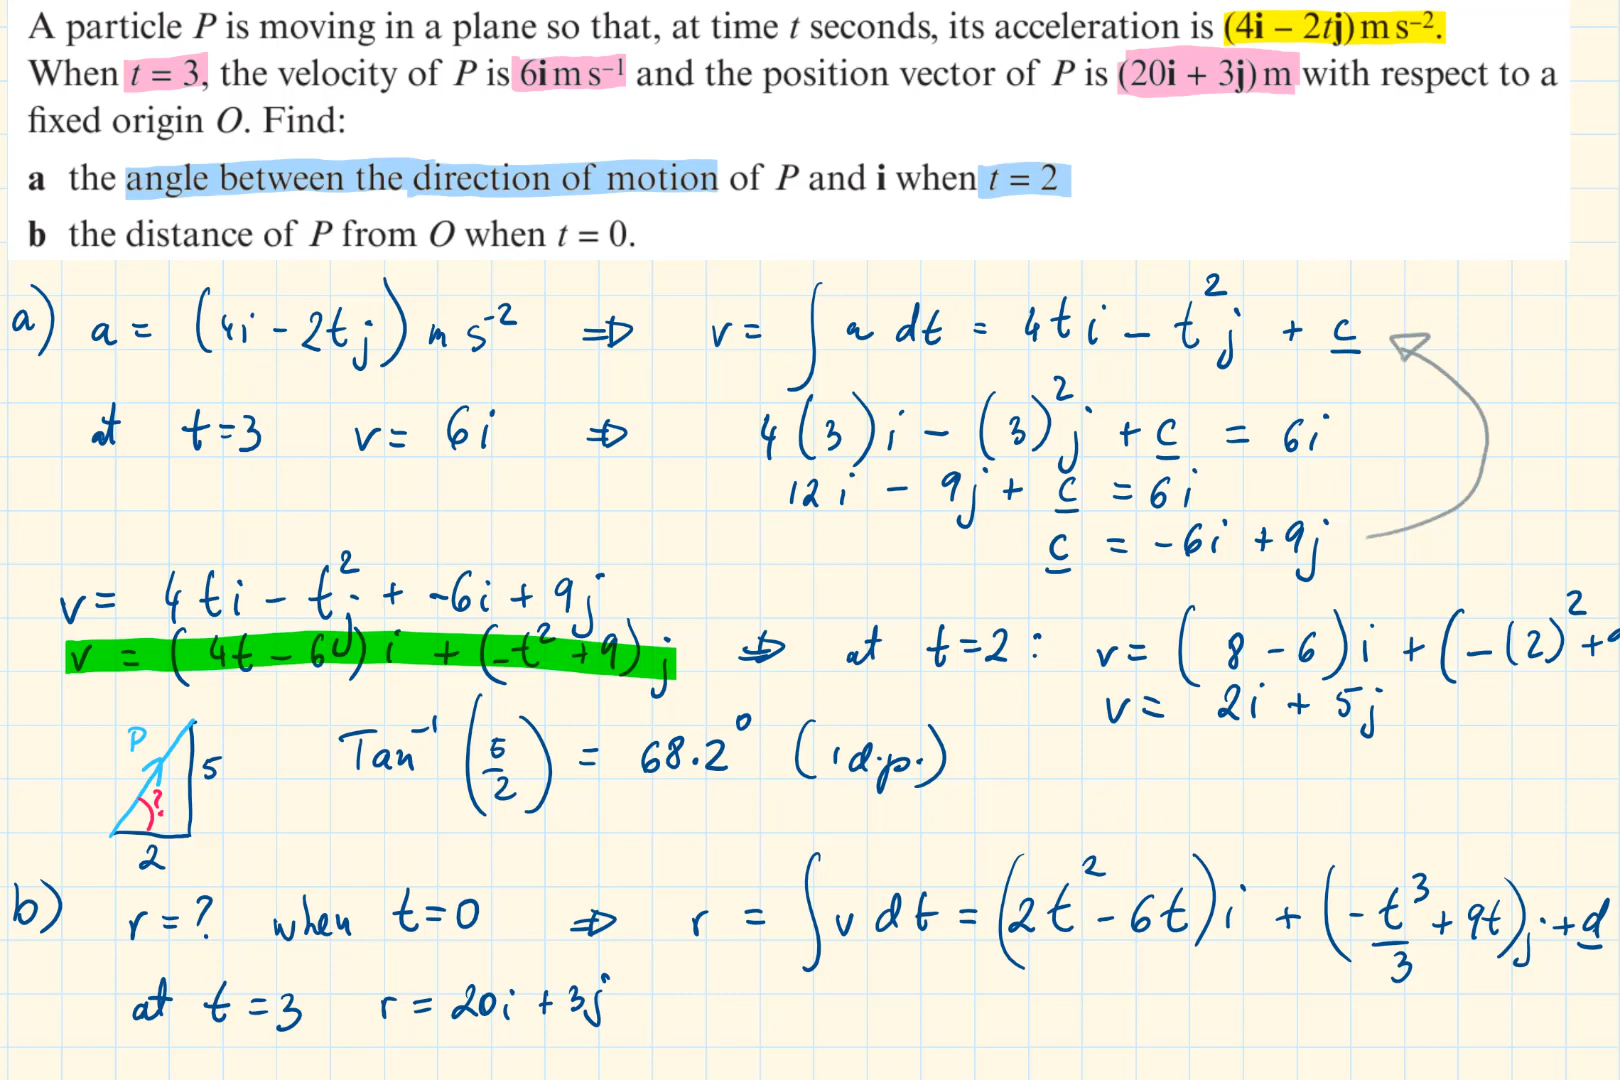 A particle P is moving in a plane so that, at time t seconds, its acceleration is (4i – 2tj) m s⁻².
When t = 3, the velocity of P is 6i m s⁻¹ and the position vector of P is (20i + 3j) m with respect to a
fixed origin O. Find:
a the angle between the direction of motion of P and i when t = 2
b the distance of P from O when t = 0.
a) a = (4i - 2tj) m s⁻² ⇒ v = ∫ a dt = 4ti - t²j + c
at t=3 v = 6i ⇒ 4(3)i - (3)²j + c = 6i
12i - 9j + c = 6i
c = -6i + 9j
v = 4ti - t²j + -6i + 9j
v = (4t - 6)i + (-t² + 9)j ⇒ at t=2: v = (8 - 6)i + (-(2)² +
v = 2i + 5j
P 5 ? 2
Tan⁻¹ (5/2) = 68.2° (1 d.p.)
b) r = ? when t=0 ⇒ r = ∫ v dt = (2t² - 6t)i + (-t³/3 + 9t)j + d
at t=3 r = 20i + 3j